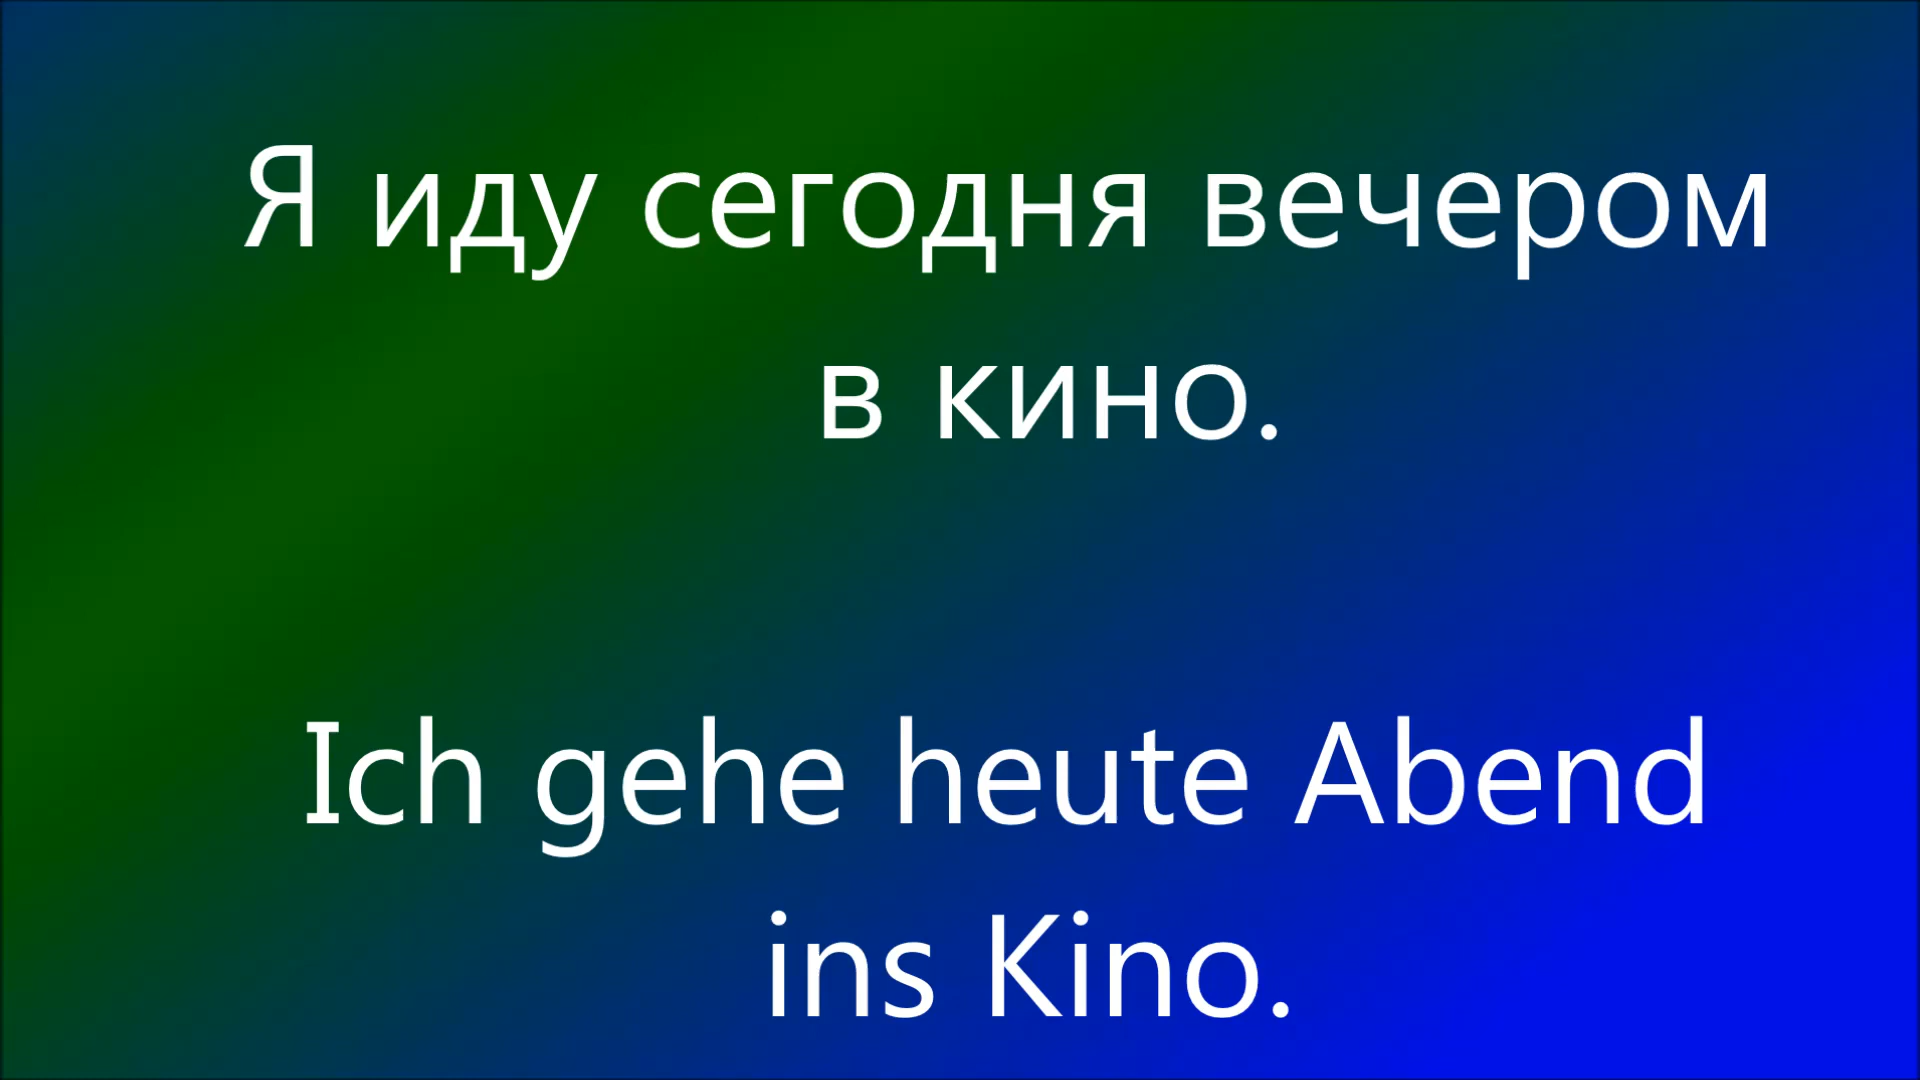 Я иду сегодня вечером
в кино.
Ich gehe heute Abend
ins Kino.